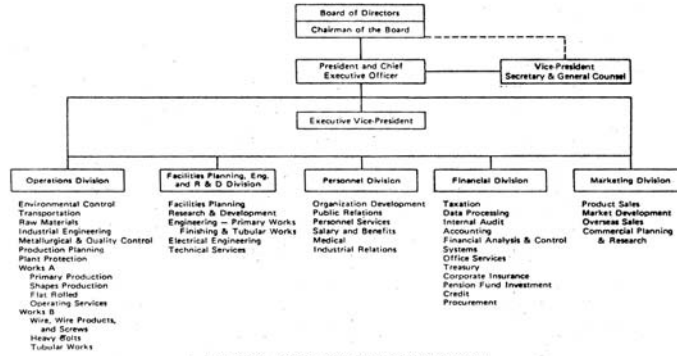 Board of Directors
Chairman of the Board
President and Chief
Executive Officer
Vice-President
Secretary & General Counsel
Executive Vice-President
Operations Division
Environmental Control
Transportation
Raw Materials
Industrial Engineering
Metallurgical & Quality Control
Production Planning
Plant Protection
Works A
Primary Production
Shapes Production
Flat Rolled
Operating Services
Works B
Wire, Wire Products,
and Screws
Heavy Bolts
Tubular Works
Facilities Planning, Eng.
and R & D Division
Facilities Planning
Research & Development
Engineering — Primary Works
Finishing & Tubular Works
Electrical Engineering
Technical Services
Personnel Division
Organization Development
Public Relations
Personnel Services
Salary and Benefits
Medical
Industrial Relations
Financial Division
Taxation
Data Processing
Internal Audit
Accounting
Financial Analysis & Control
Systems
Office Services
Treasury
Corporate Insurance
Pension Fund Investment
Credit
Procurement
Marketing Division
Product Sales
Market Development
Overseas Sales
Commercial Planning
& Research